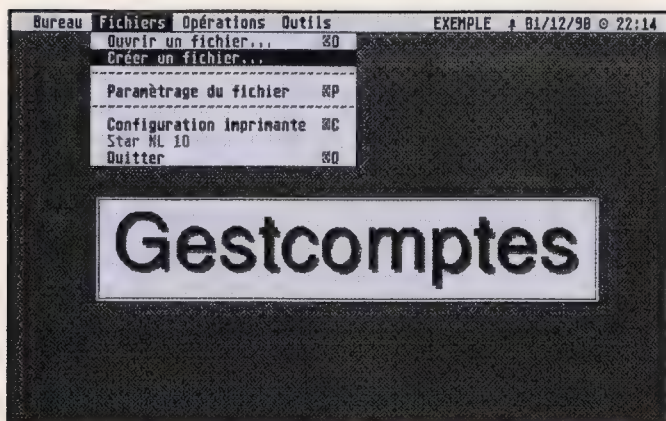 Bureau Fichiers Opérations Outils EXEMPLE 01/12/90 22:14
Ouvrir un fichier... ⌘O
Créer un fichier...
Paramètrage du fichier ⌘P
Configuration imprimante ⌘C
Star NL 10
Quitter ⌘Q
Gestcomptes